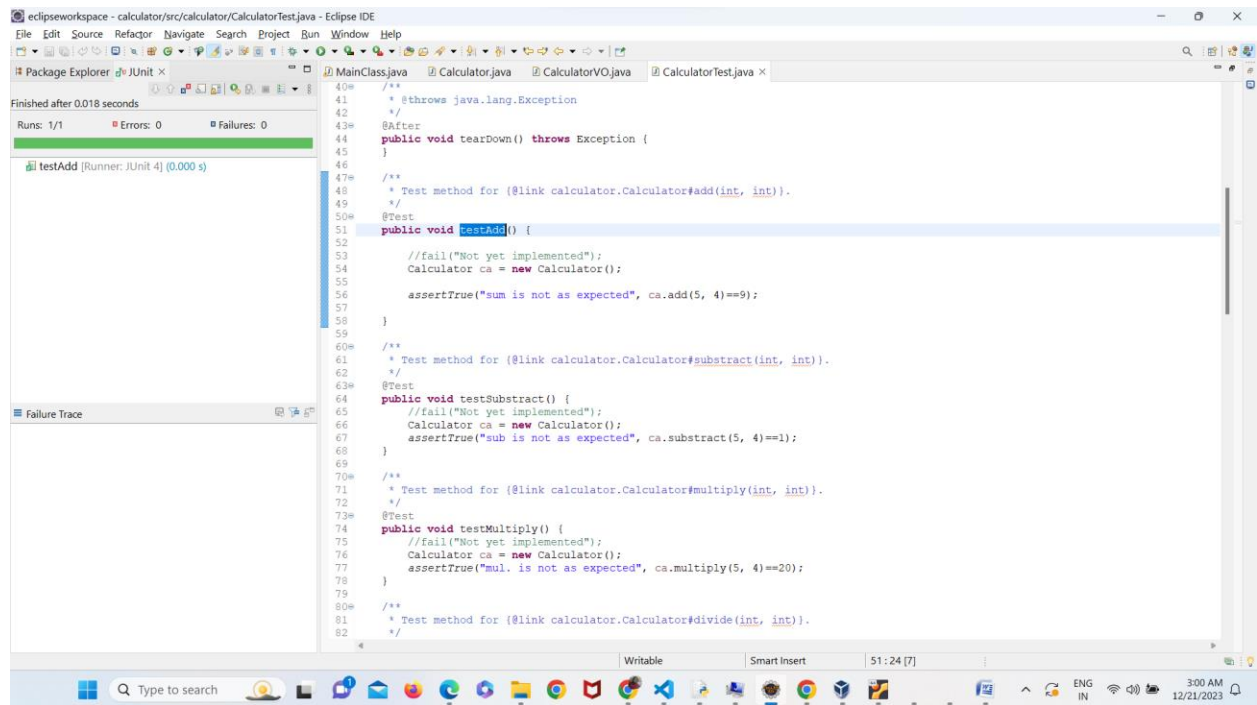 eclipseworkspace - calculator/src/calculator/CalculatorTest.java - Eclipse IDE
File Edit Source Refactor Navigate Search Project Run Window Help
Package Explorer JUnit ×
Finished after 0.018 seconds
Runs: 1/1 Errors: 0 Failures: 0
testAdd [Runner: JUnit 4] (0.000 s)
Failure Trace
MainClass.java Calculator.java CalculatorVO.java CalculatorTest.java ×
40 /**
41 * @throws java.lang.Exception
42 */
43 @After
44 public void tearDown() throws Exception {
45 }
46
47 /**
48 * Test method for {@link calculator.Calculator#add(int, int)}.
49 */
50 @Test
51 public void testAdd() {
52
53 //fail("Not yet implemented");
54 Calculator ca = new Calculator();
55
56 assertTrue("sum is not as expected", ca.add(5, 4)==9);
57
58 }
59
60 /**
61 * Test method for {@link calculator.Calculator#substract(int, int)}.
62 */
63 @Test
64 public void testSubstract() {
65 //fail("Not yet implemented");
66 Calculator ca = new Calculator();
67 assertTrue("sub is not as expected", ca.substract(5, 4)==1);
68 }
69
70 /**
71 * Test method for {@link calculator.Calculator#multiply(int, int)}.
72 */
73 @Test
74 public void testMultiply() {
75 //fail("Not yet implemented");
76 Calculator ca = new Calculator();
77 assertTrue("mul. is not as expected", ca.multiply(5, 4)==20);
78 }
79
80 /**
81 * Test method for {@link calculator.Calculator#divide(int, int)}.
82 */
Writable Smart Insert 51 : 24 [7]
Type to search
ENG
IN
3:00 AM
12/21/2023